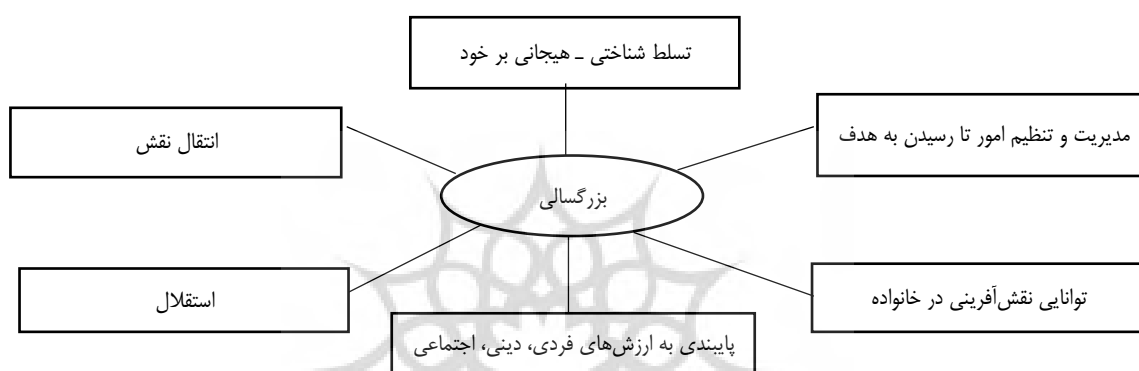 تسلط شناختی ـ هیجانی بر خود
مدیریت و تنظیم امور تا رسیدن به هدف
انتقال نقش
بزرگسالی
توانایی نقش‌آفرینی در خانواده
استقلال
پایبندی به ارزش‌های فردی، دینی، اجتماعی